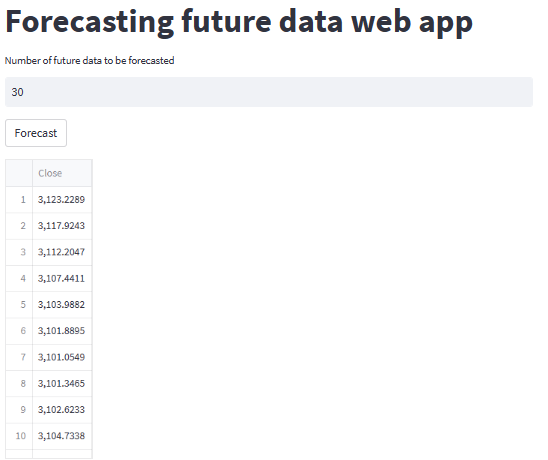 Forecasting future data web app
Number of future data to be forecasted
30
Forecast
Close
1 3,123.2289
2 3,117.9243
3 3,112.2047
4 3,107.4411
5 3,103.9882
6 3,101.8895
7 3,101.0549
8 3,101.3465
9 3,102.6233
10 3,104.7338